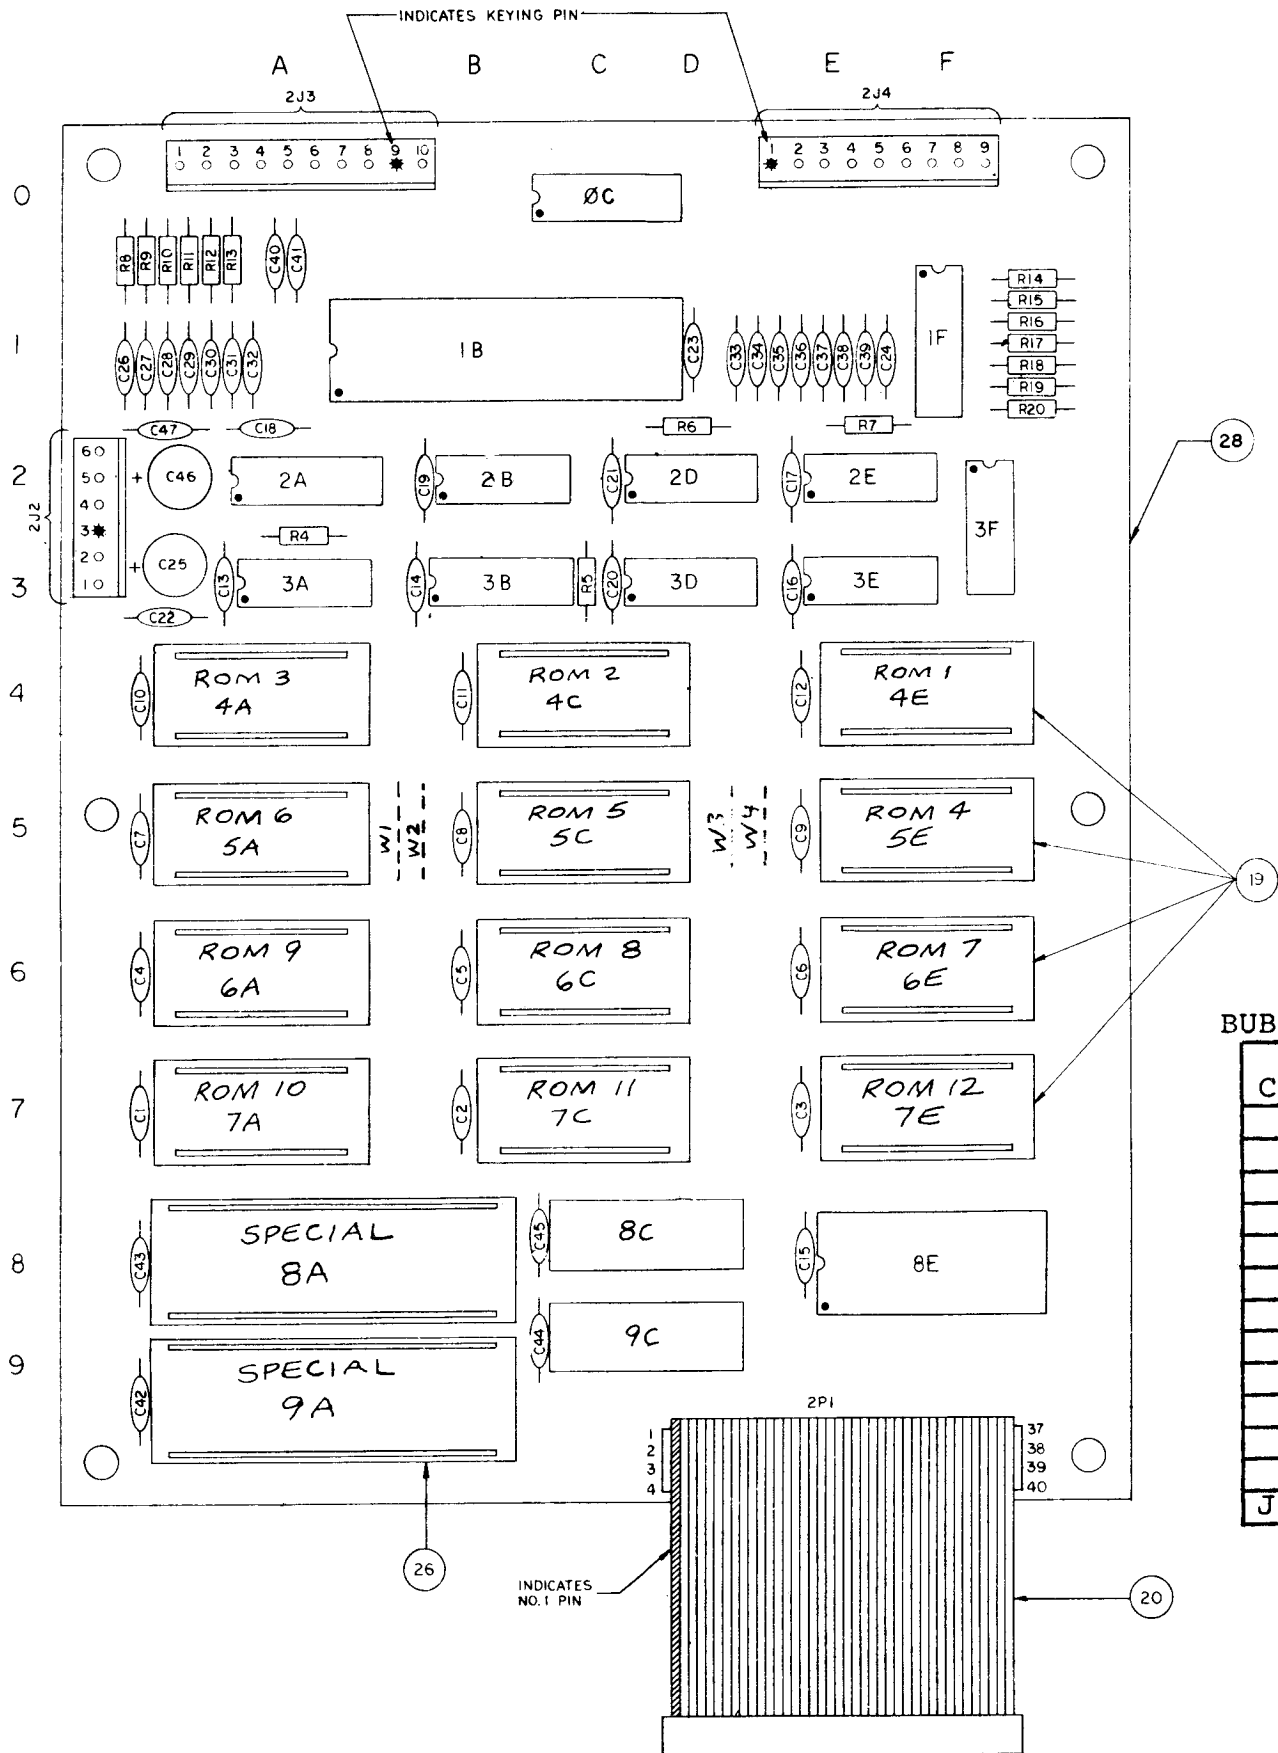 INDICATES KEYING PIN
A B C D E F
2J3 2J4
1 2 3 4 5 6 7 8 9 10
1 2 3 4 5 6 7 8 9
0
ØC
R8 R9 R10 R11 R12 R13 C40 C41
R14
R15
R16
R17
R18
R19
R20
1
1B
C23
1F
C26 C27 C28 C29 C30 C31 C32
C33 C34 C35 C36 C37 C38 C39 C24
C47 C18 R6 R7
28
2J2
6
5
4
3
2
1
2
+ C46 2A C19 2B C21 2D C17 2E
3F
R4
3
+ C25 C13 3A C14 3B R5 C20 3D C16 3E
C22
4
C10 ROM 3 4A
C11 ROM 2 4C
C12 ROM 1 4E
5
C7 ROM 6 5A
W1 W2
C8 ROM 5 5C
W3 W4
C9 ROM 4 5E
19
6
C4 ROM 9 6A
C5 ROM 8 6C
C6 ROM 7 6E
BUB
C
7
C1 ROM 10 7A
C2 ROM 11 7C
C3 ROM 12 7E
8
C43 SPECIAL 8A
C45 8C
C15 8E
9
C42 SPECIAL 9A
C44 9C
J
2P1
1
2
3
4
37
38
39
40
26
INDICATES
NO. 1 PIN
20